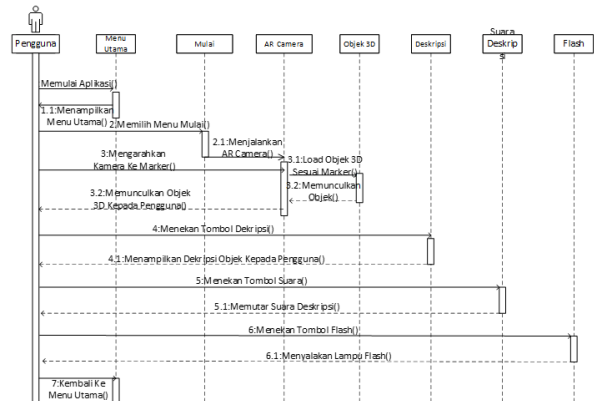 Pengguna
Menu
Utama
Mulai
AR Camera
Objek 3D
Deskripsi
Suara
Deskrip
si
Flash
Memulai Aplikasi()
1.1:Menampilkan
Menu Utama()
2.Memilih Menu Mulai()
2.1:Menjalankan
AR Camera()
3:Mengarahkan
Kamera Ke Marker()
3.1:Load Objek 3D
Sesuai Marker()
3.2:Memunculkan
Objek()
3.2:Memunculkan Objek
3D Kepada Pengguna()
4:Menekan Tombol Dekripsi()
4.1:Menampilkan Dekripsi Objek Kepada Pengguna()
5:Menekan Tombol Suara()
5.1:Memutar Suara Deskripsi()
6:Menekan Tombol Flash()
6.1:Menyalakan Lampu Flash()
7:Kembali Ke
Menu Utama()